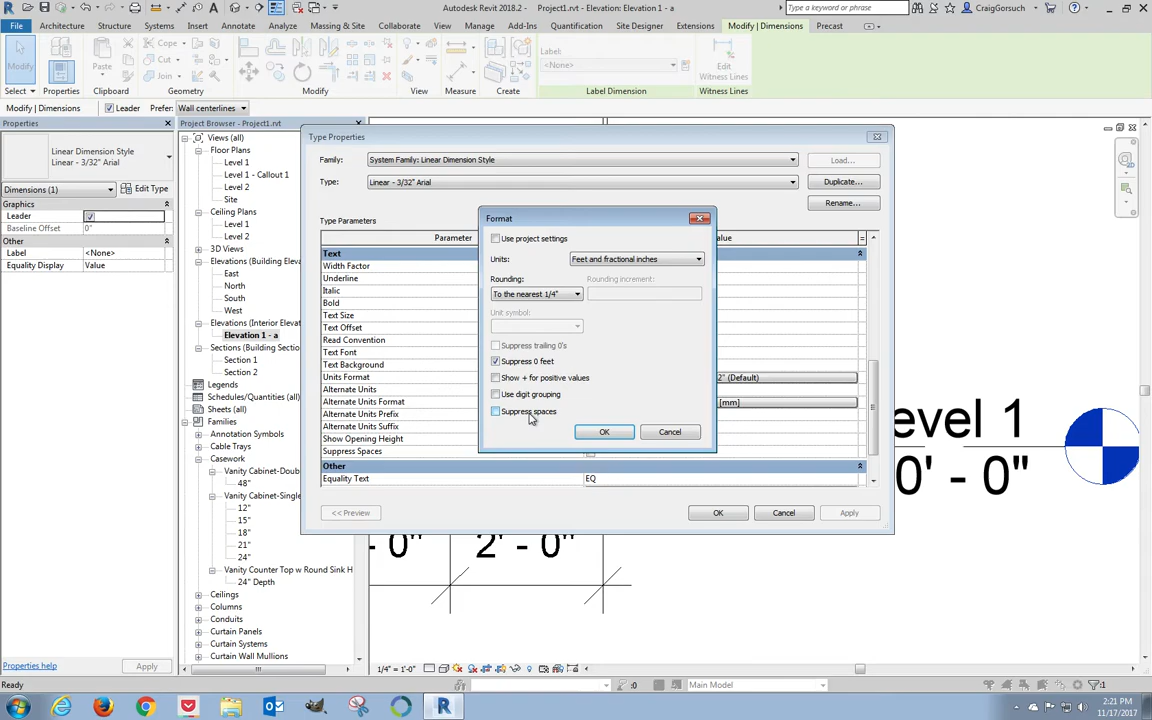 Autodesk Revit 2018.2 - Project1.rvt - Elevation: Elevation 1 - a
Type a keyword or phrase
CraigGorsuch
File Architecture Structure Systems Insert Annotate Analyze Massing & Site Collaborate View Manage Add-Ins Quantification Site Designer Extensions Modify | Dimensions Precast
Modify
Properties
Paste
Cope
Cut
Join
Label:
<None>
Edit
Witness Lines
Select Properties Clipboard Geometry Modify View Measure Create Label Dimension Witness Lines
Modify | Dimensions Leader Prefer: Wall centerlines
Properties
Linear Dimension Style
Linear - 3/32" Arial
Dimensions (1) Edit Type
Graphics
Leader
Baseline Offset 0"
Other
Label <None>
Equality Display Value
Properties help Apply
Project Browser - Project1.rvt
Views (all)
Floor Plans
Level 1
Level 1 - Callout 1
Level 2
Site
Ceiling Plans
Level 1
Level 2
3D Views
Elevations (Building Eleva
East
North
South
West
Elevations (Interior Elevat
Elevation 1 - a
Sections (Building Section
Section 1
Section 2
Legends
Schedules/Quantities (all)
Sheets (all)
Families
Annotation Symbols
Cable Trays
Casework
Vanity Cabinet-Doub
48"
Vanity Cabinet-Single
12"
15"
18"
21"
24"
Vanity Counter Top w Round Sink H
24" Depth
Ceilings
Columns
Conduits
Curtain Panels
Curtain Systems
Curtain Wall Mullions
Type Properties
Family: System Family: Linear Dimension Style Load...
Type: Linear - 3/32" Arial Duplicate...
Rename...
Type Parameters
Parameter
alue
=
Text
Width Factor
Underline
Italic
Bold
Text Size
Text Offset
Read Convention
Text Font
Text Background
Units Format 2" (Default)
Alternate Units
Alternate Units Format [mm]
Alternate Units Prefix
Alternate Units Suffix
Show Opening Height
Suppress Spaces
Other
Equality Text EQ
<< Preview OK Cancel Apply
Format
Use project settings
Units: Feet and fractional inches
Rounding: Rounding increment:
To the nearest 1/4"
Unit symbol:
Suppress trailing 0's
Suppress 0 feet
Show + for positive values
Use digit grouping
Suppress spaces
OK Cancel
evel 1
0' - 0"
- 0" 2' - 0"
1/4" = 1'-0"
Ready
:0
Main Model
:1
2:21 PM
11/17/2017